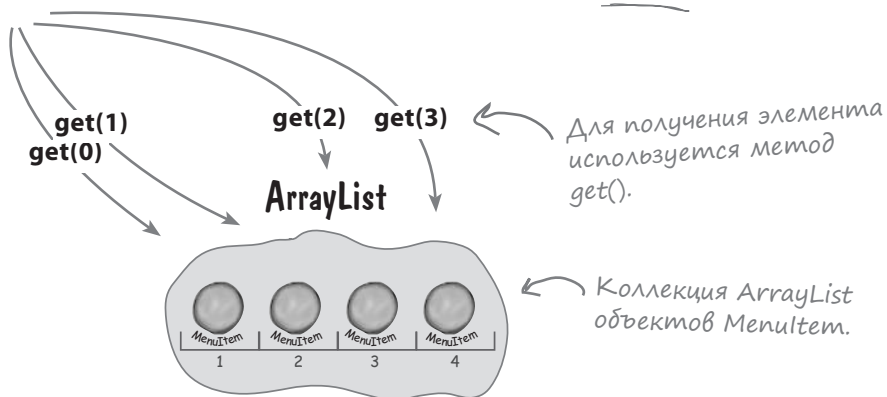 get(1)
get(0)
get(2)
get(3)
Для получения элемента
используется метод
get().
ArrayList
Коллекция ArrayList
объектов MenuItem.
MenuItem
MenuItem
MenuItem
MenuItem
1
2
3
4